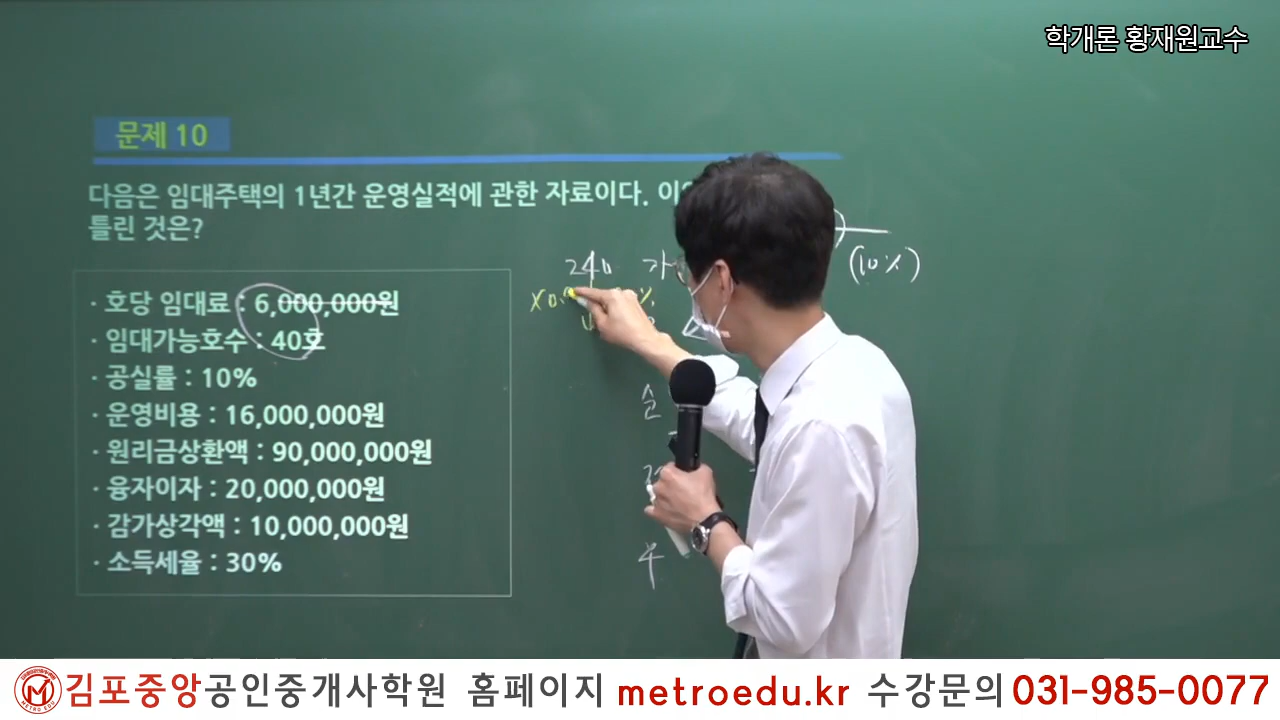 학개론 황재원교수
문제 10
다음은 임대주택의 1년간 운영실적에 관한 자료이다.
틀린 것은?
· 호당 임대료 : 6,000,000원
· 임대가능호수 : 40호
· 공실률 : 10%
· 운영비용 : 16,000,000원
· 원리금상환액 : 90,000,000원
· 융자이자 : 20,000,000원
· 감가상각액 : 10,000,000원
· 소득세율 : 30%
240 가
(10%)
순
METRO EDU
김포중앙공인중개사학원 홈페이지 metroedu.kr 수강문의 031-985-0077